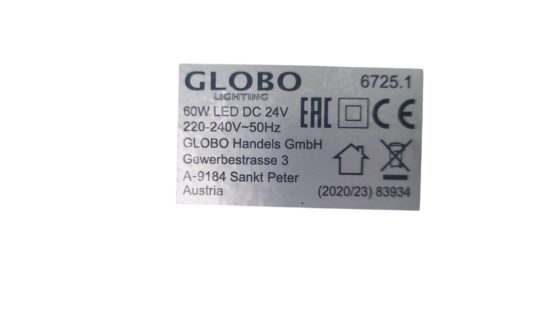 GLOBO 6725.1
LIGHTING
60W LED DC 24V EAC CE
220-240V~50Hz
GLOBO Handels GmbH
Gewerbestrasse 3
A-9184 Sankt Peter
Austria (2020/23) 83934